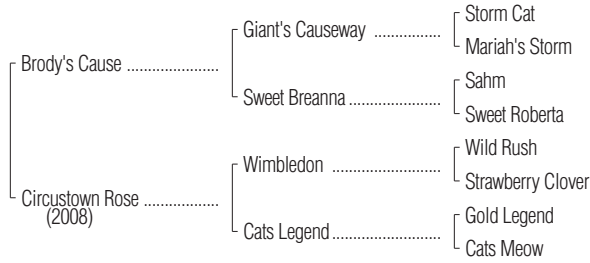 Storm Cat
Giant's Causeway ..................
Mariah's Storm
Brody's Cause .....................
Sahm
Sweet Breanna .....................
Sweet Roberta
Wild Rush
Wimbledon .........................
Strawberry Clover
Circustown Rose .................
(2008)
Gold Legend
Cats Legend.........................
Cats Meow